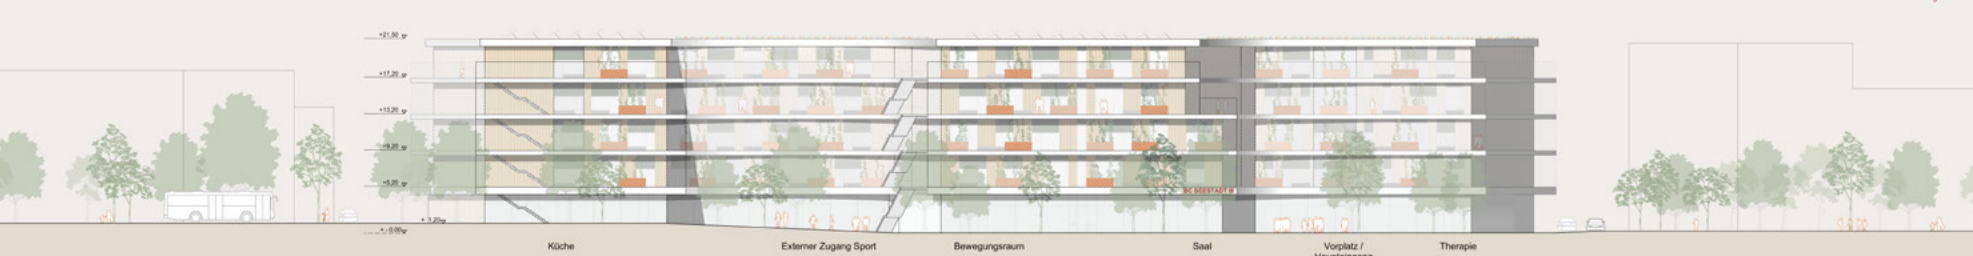 +21,50
+17,20
+13,20
+9,20
+5,20
+ 1,20
+ - 0,00
BC SEESTADT
Küche
Externer Zugang Sport
Bewegungsraum
Saal
Vorplatz /
Haupteingang
Therapie